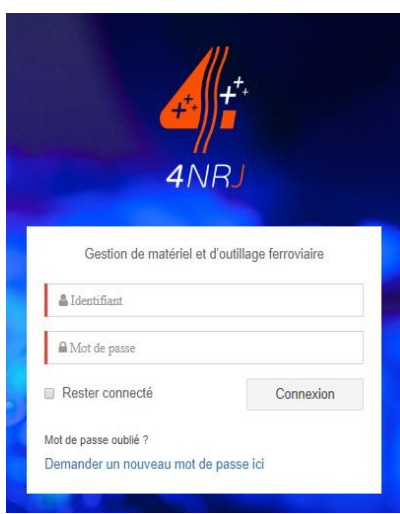 4NRJ
Gestion de matériel et d'outillage ferroviaire
Identifiant
Mot de passe
Rester connecté
Connexion
Mot de passe oublié ?
Demander un nouveau mot de passe ici